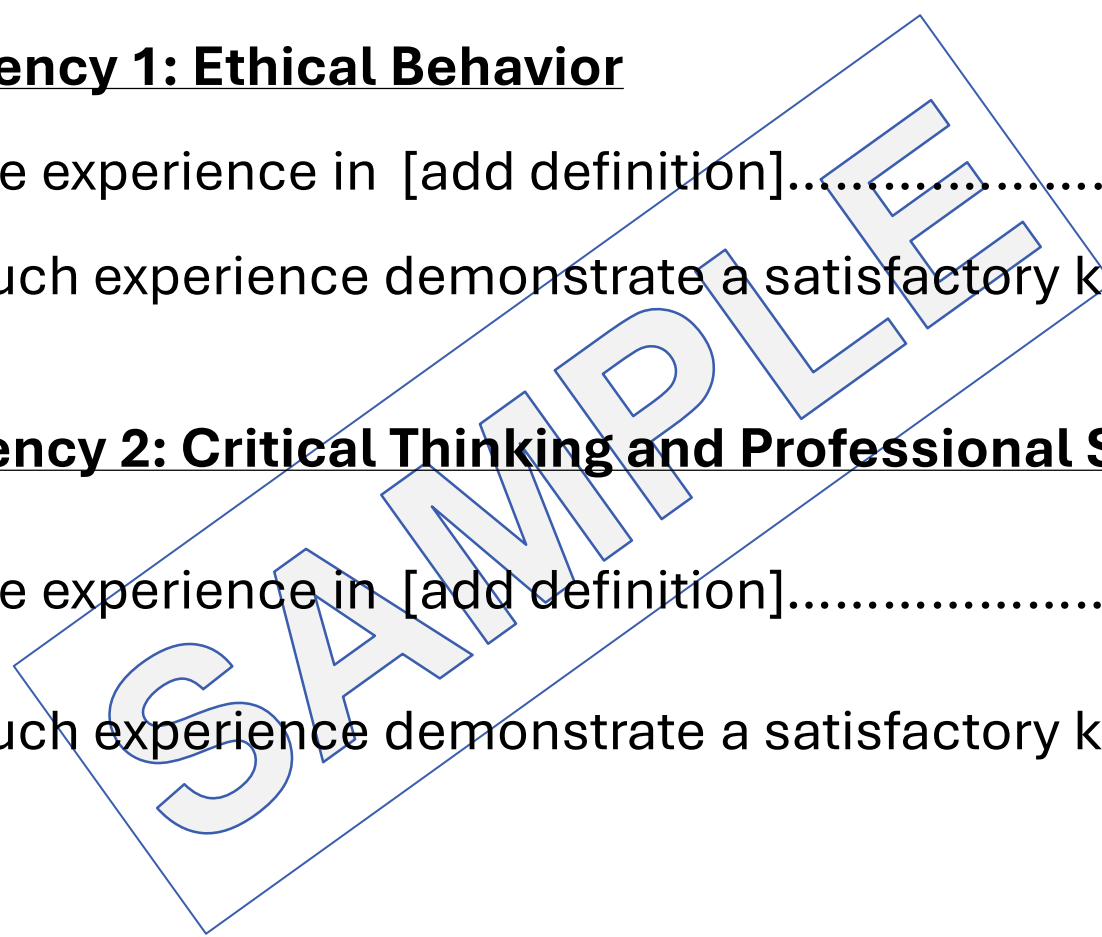 ency 1: Ethical Behavior
e experience in [add definition]....................
uch experience demonstrate a satisfactory k
ency 2: Critical Thinking and Professional S
e experience in [add definition]....................
uch experience demonstrate a satisfactory k
SAMPLE